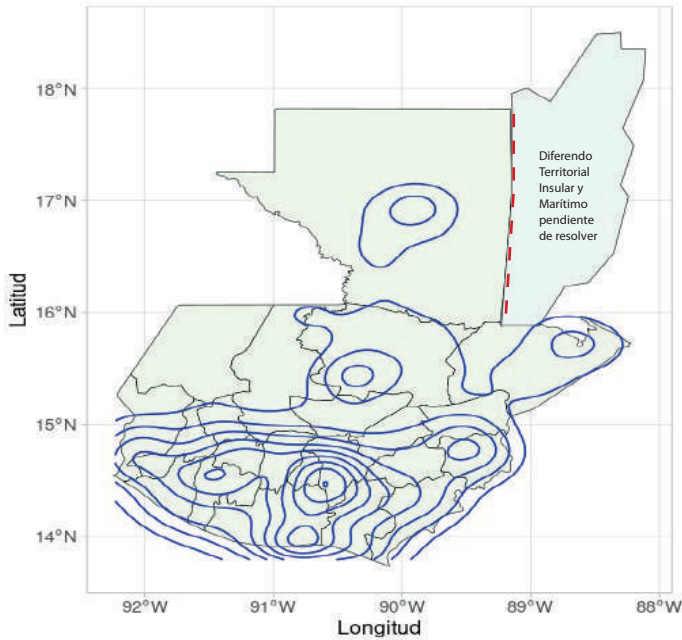 18°N
Diferendo
Territorial
Insular y
Marítimo
pendiente
de resolver
17°N
16°N
15°N
14°N
Latitud
92°W 91°W 90°W 89°W 88°W
Longitud